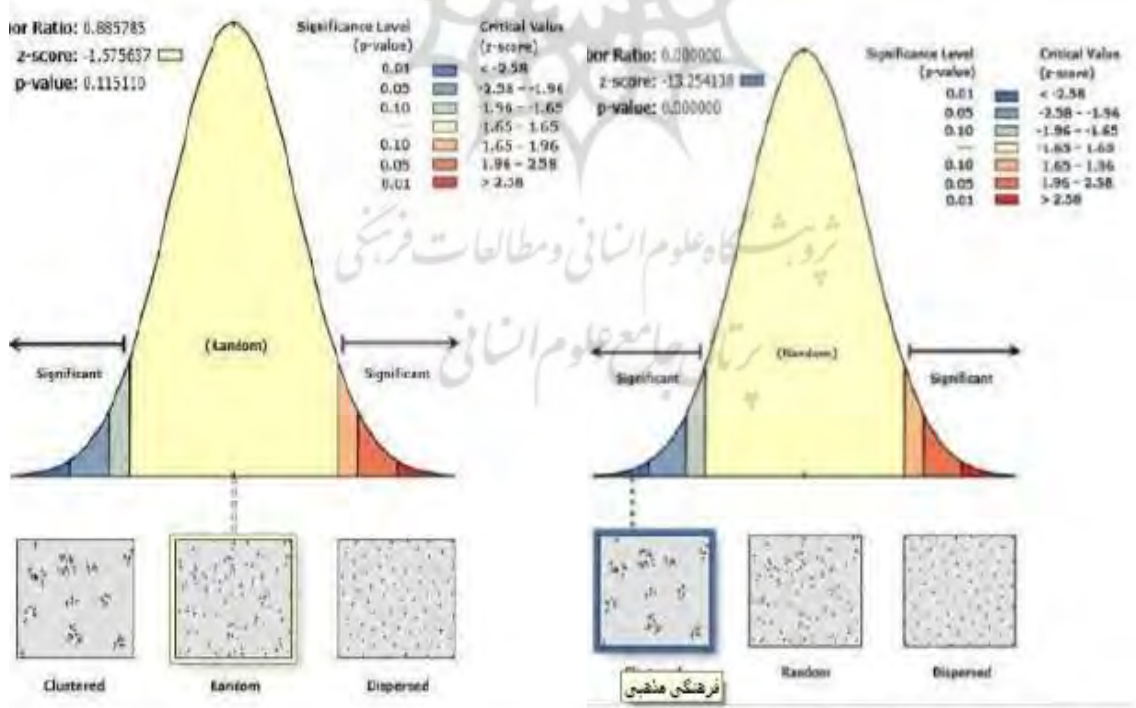 or Ratio: 0.885785
z-score: -1.575637
p-value: 0.115110
Significance Level
(p-value)
Critical Value
(z-score)
0.01 < -2.58
0.05 -2.58 - -1.96
0.10 -1.96 - -1.65
— -1.65 - 1.65
0.10 1.65 - 1.96
0.05 1.96 - 2.58
0.01 > 2.58
(Random)
Significant
Significant
Clustered
Random
Dispersed
bor Ratio: 0.000000
z-score: -13.254138
p-value: 0.000000
Significance Level
(p-value)
Critical Value
(z-score)
0.01 < -2.58
0.05 -2.58 - -1.96
0.10 -1.96 - -1.65
— -1.65 - 1.65
0.10 1.65 - 1.96
0.05 1.96 - 2.58
0.01 > 2.58
(Random)
Significant
Significant
فرهنگی مذهبی
Random
Dispersed
پژوهشگاه علوم انسانی و مطالعات فرهنگی
پرتال جامع علوم انسانی